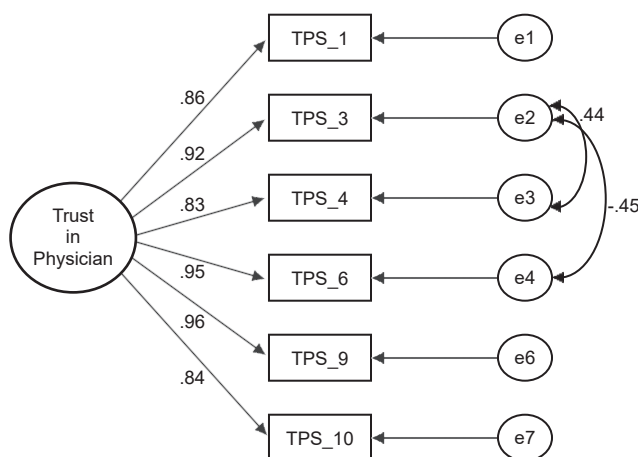 TPS_1
e1
.86
TPS_3
e2
.44
.92
TPS_4
e3
.83
-.45
Trust
in
Physician
.95
TPS_6
e4
.96
TPS_9
e6
.84
TPS_10
e7